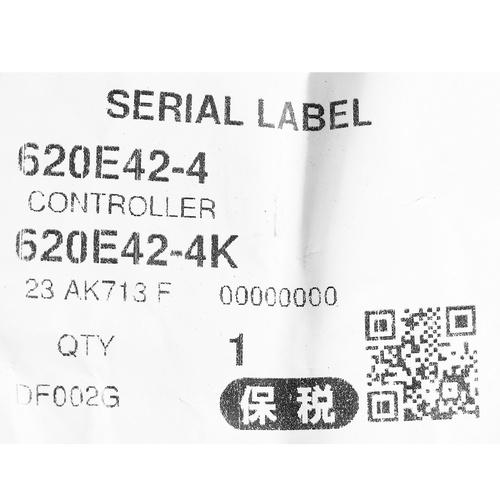 SERIAL LABEL
620E42-4
CONTROLLER
620E42-4K
23 AK713 F 00000000
QTY 1
DF002G 保税